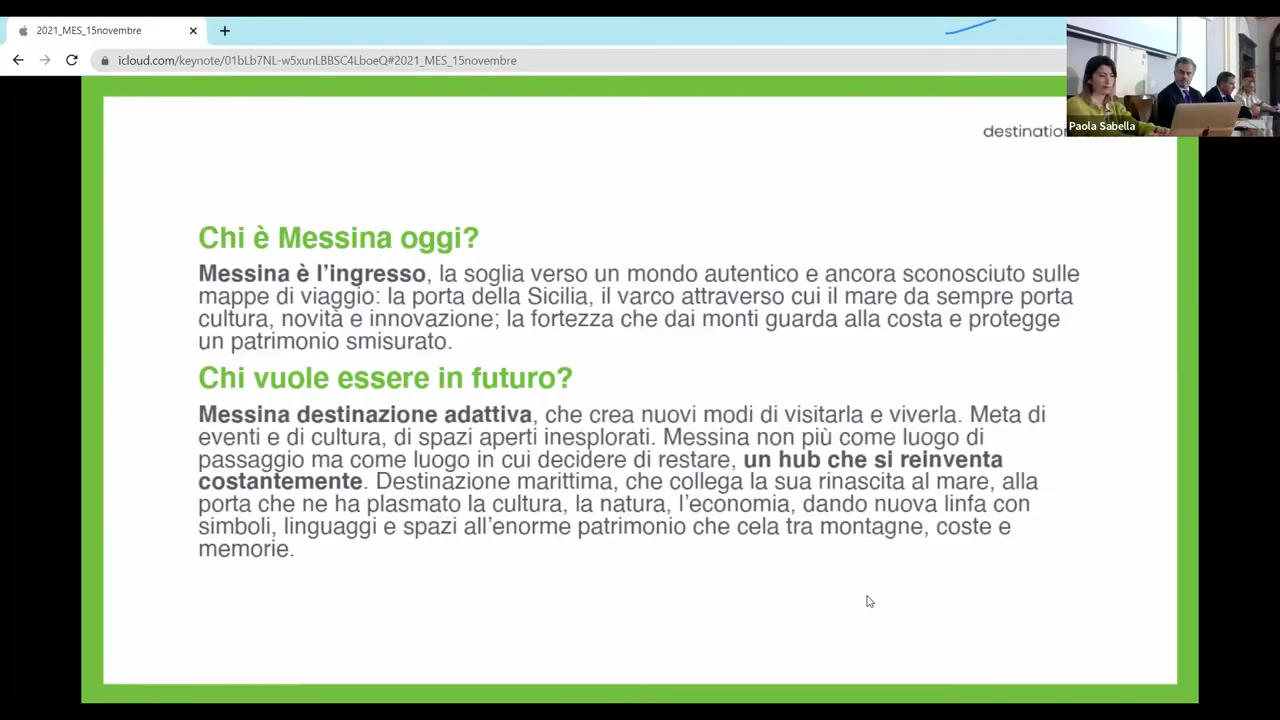 2021_MES_15novembre
icloud.com/keynote/01bLb7NL-w5xunLBBSC4LboeQ#2021_MES_15novembre
Paola Sabella
Chi è Messina oggi?
Messina è l’ingresso, la soglia verso un mondo autentico e ancora sconosciuto sulle
mappe di viaggio: la porta della Sicilia, il varco attraverso cui il mare da sempre porta
cultura, novità e innovazione; la fortezza che dai monti guarda alla costa e protegge
un patrimonio smisurato.
Chi vuole essere in futuro?
Messina destinazione adattiva, che crea nuovi modi di visitarla e viverla. Meta di
eventi e di cultura, di spazi aperti inesplorati. Messina non più come luogo di
passaggio ma come luogo in cui decidere di restare, un hub che si reinventa
costantemente. Destinazione marittima, che collega la sua rinascita al mare, alla
porta che ne ha plasmato la cultura, la natura, l’economia, dando nuova linfa con
simboli, linguaggi e spazi all’enorme patrimonio che cela tra montagne, coste e
memorie.